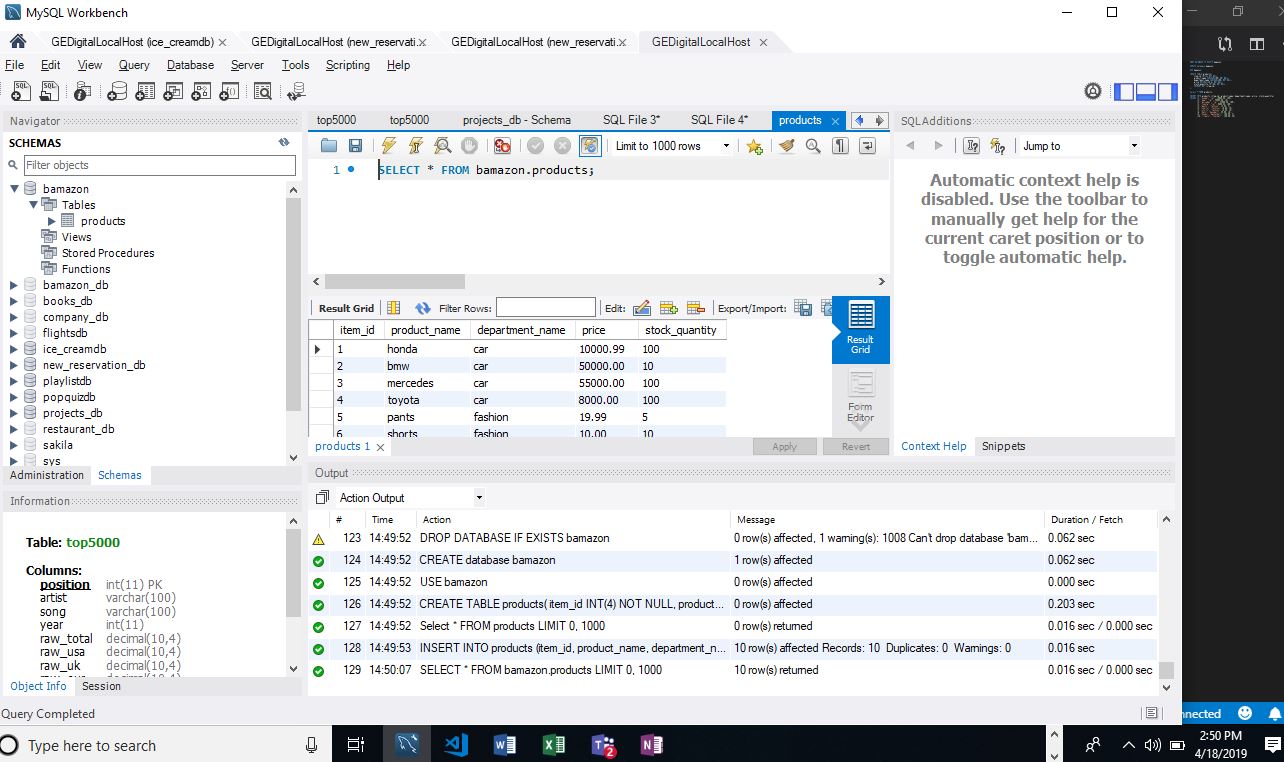 MySQL Workbench
GEDigitalLocalHost (ice_creamdb)
GEDigitalLocalHost (new_reservati.
GEDigitalLocalHost (new_reservati.
GEDigitalLocalHost
File Edit View Query Database Server Tools Scripting Help
Navigator
SCHEMAS
Filter objects
bamazon
Tables
products
Views
Stored Procedures
Functions
bamazon_db
books_db
company_db
flightsdb
ice_creamdb
new_reservation_db
playlistdb
popquizdb
projects_db
restaurant_db
sakila
sys
Administration Schemas
Information
Table: top5000
Columns:
position int(11) PK
artist varchar(100)
song varchar(100)
year int(11)
raw_total decimal(10,4)
raw_usa decimal(10,4)
raw_uk decimal(10,4)
Object Info Session
Query Completed
top5000 top5000 projects_db - Schema SQL File 3* SQL File 4* products
Limit to 1000 rows
1 SELECT * FROM bamazon.products;
Result Grid Filter Rows: Edit: Export/Import:
item_id product_name department_name price stock_quantity
1 honda car 10000.99 100
2 bmw car 50000.00 10
3 mercedes car 55000.00 100
4 toyota car 8000.00 100
5 pants fashion 19.99 5
6 shorts fashion 10.00 10
Result
Grid
Form
Editor
products 1
Apply Revert
SQLAdditions
Jump to
Automatic context help is
disabled. Use the toolbar to
manually get help for the
current caret position or to
toggle automatic help.
Context Help Snippets
Output
Action Output
# Time Action Message Duration / Fetch
123 14:49:52 DROP DATABASE IF EXISTS bamazon 0 row(s) affected, 1 warning(s): 1008 Can't drop database 'bam... 0.062 sec
124 14:49:52 CREATE database bamazon 1 row(s) affected 0.062 sec
125 14:49:52 USE bamazon 0 row(s) affected 0.000 sec
126 14:49:52 CREATE TABLE products( item_id INT(4) NOT NULL, product... 0 row(s) affected 0.203 sec
127 14:49:52 Select * FROM products LIMIT 0, 1000 0 row(s) returned 0.016 sec / 0.000 sec
128 14:49:53 INSERT INTO products (item_id, product_name, department_n... 10 row(s) affected Records: 10 Duplicates: 0 Warnings: 0 0.016 sec
129 14:50:07 SELECT * FROM bamazon.products LIMIT 0, 1000 10 row(s) returned 0.016 sec / 0.000 sec
nnected
Type here to search
2
2:50 PM
4/18/2019